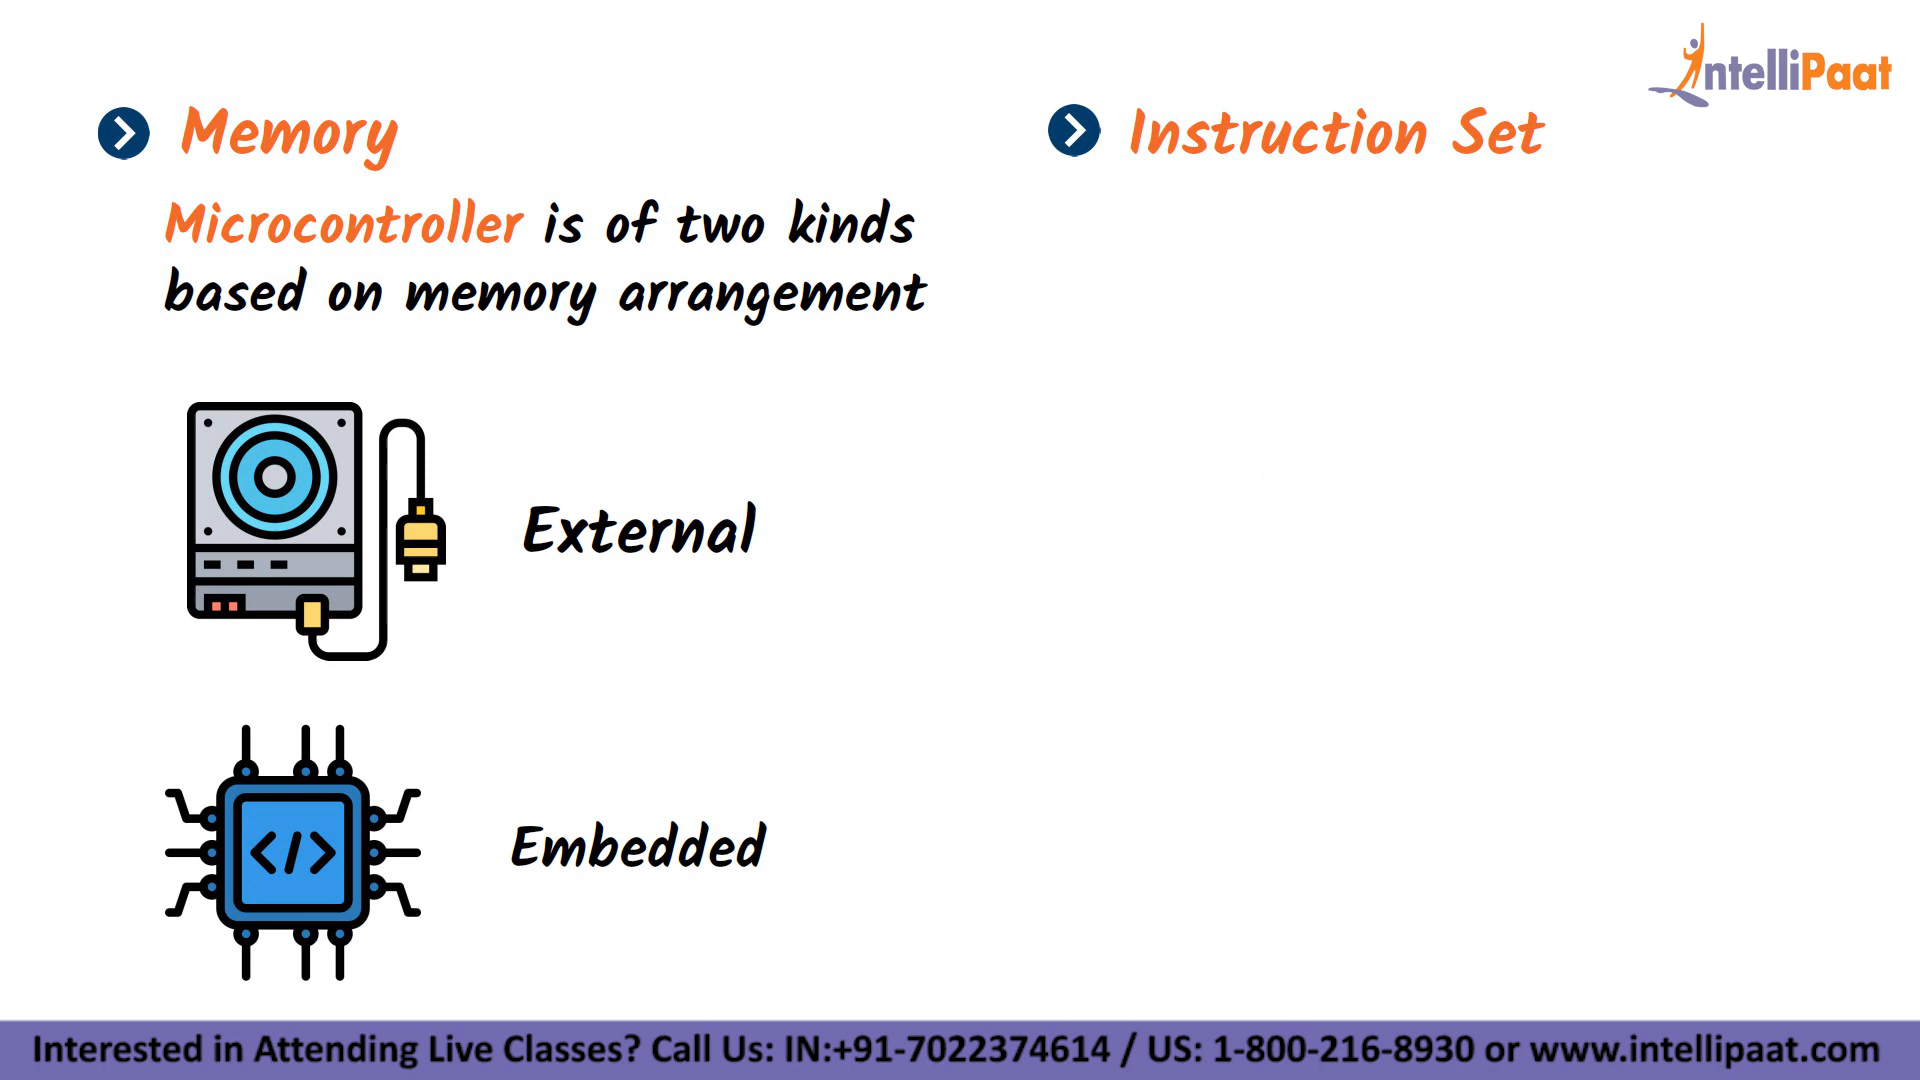 IntelliPaat
Memory
Microcontroller is of two kinds
based on memory arrangement
External
</>
Embedded
Instruction Set
Interested in Attending Live Classes? Call Us: IN:+91-7022374614 / US: 1-800-216-8930 or www.intellipaat.com